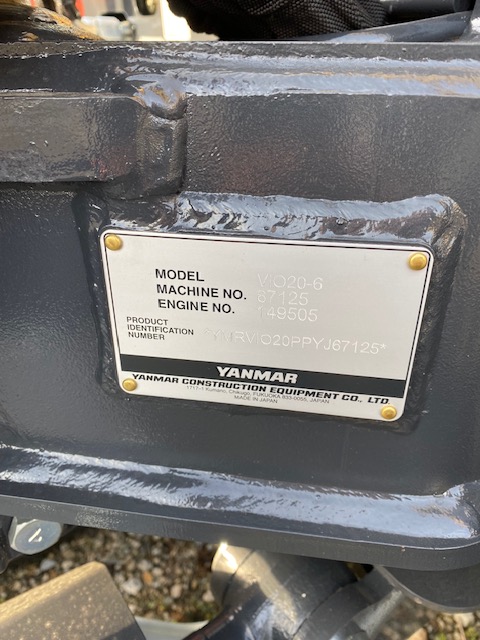 MODEL VIO20-6
MACHINE NO. 67125
ENGINE NO. 149505
PRODUCT
IDENTIFICATION
NUMBER
YANMAR
YANMAR CONSTRUCTION EQUIPMENT CO., LTD.
MADE IN JAPAN